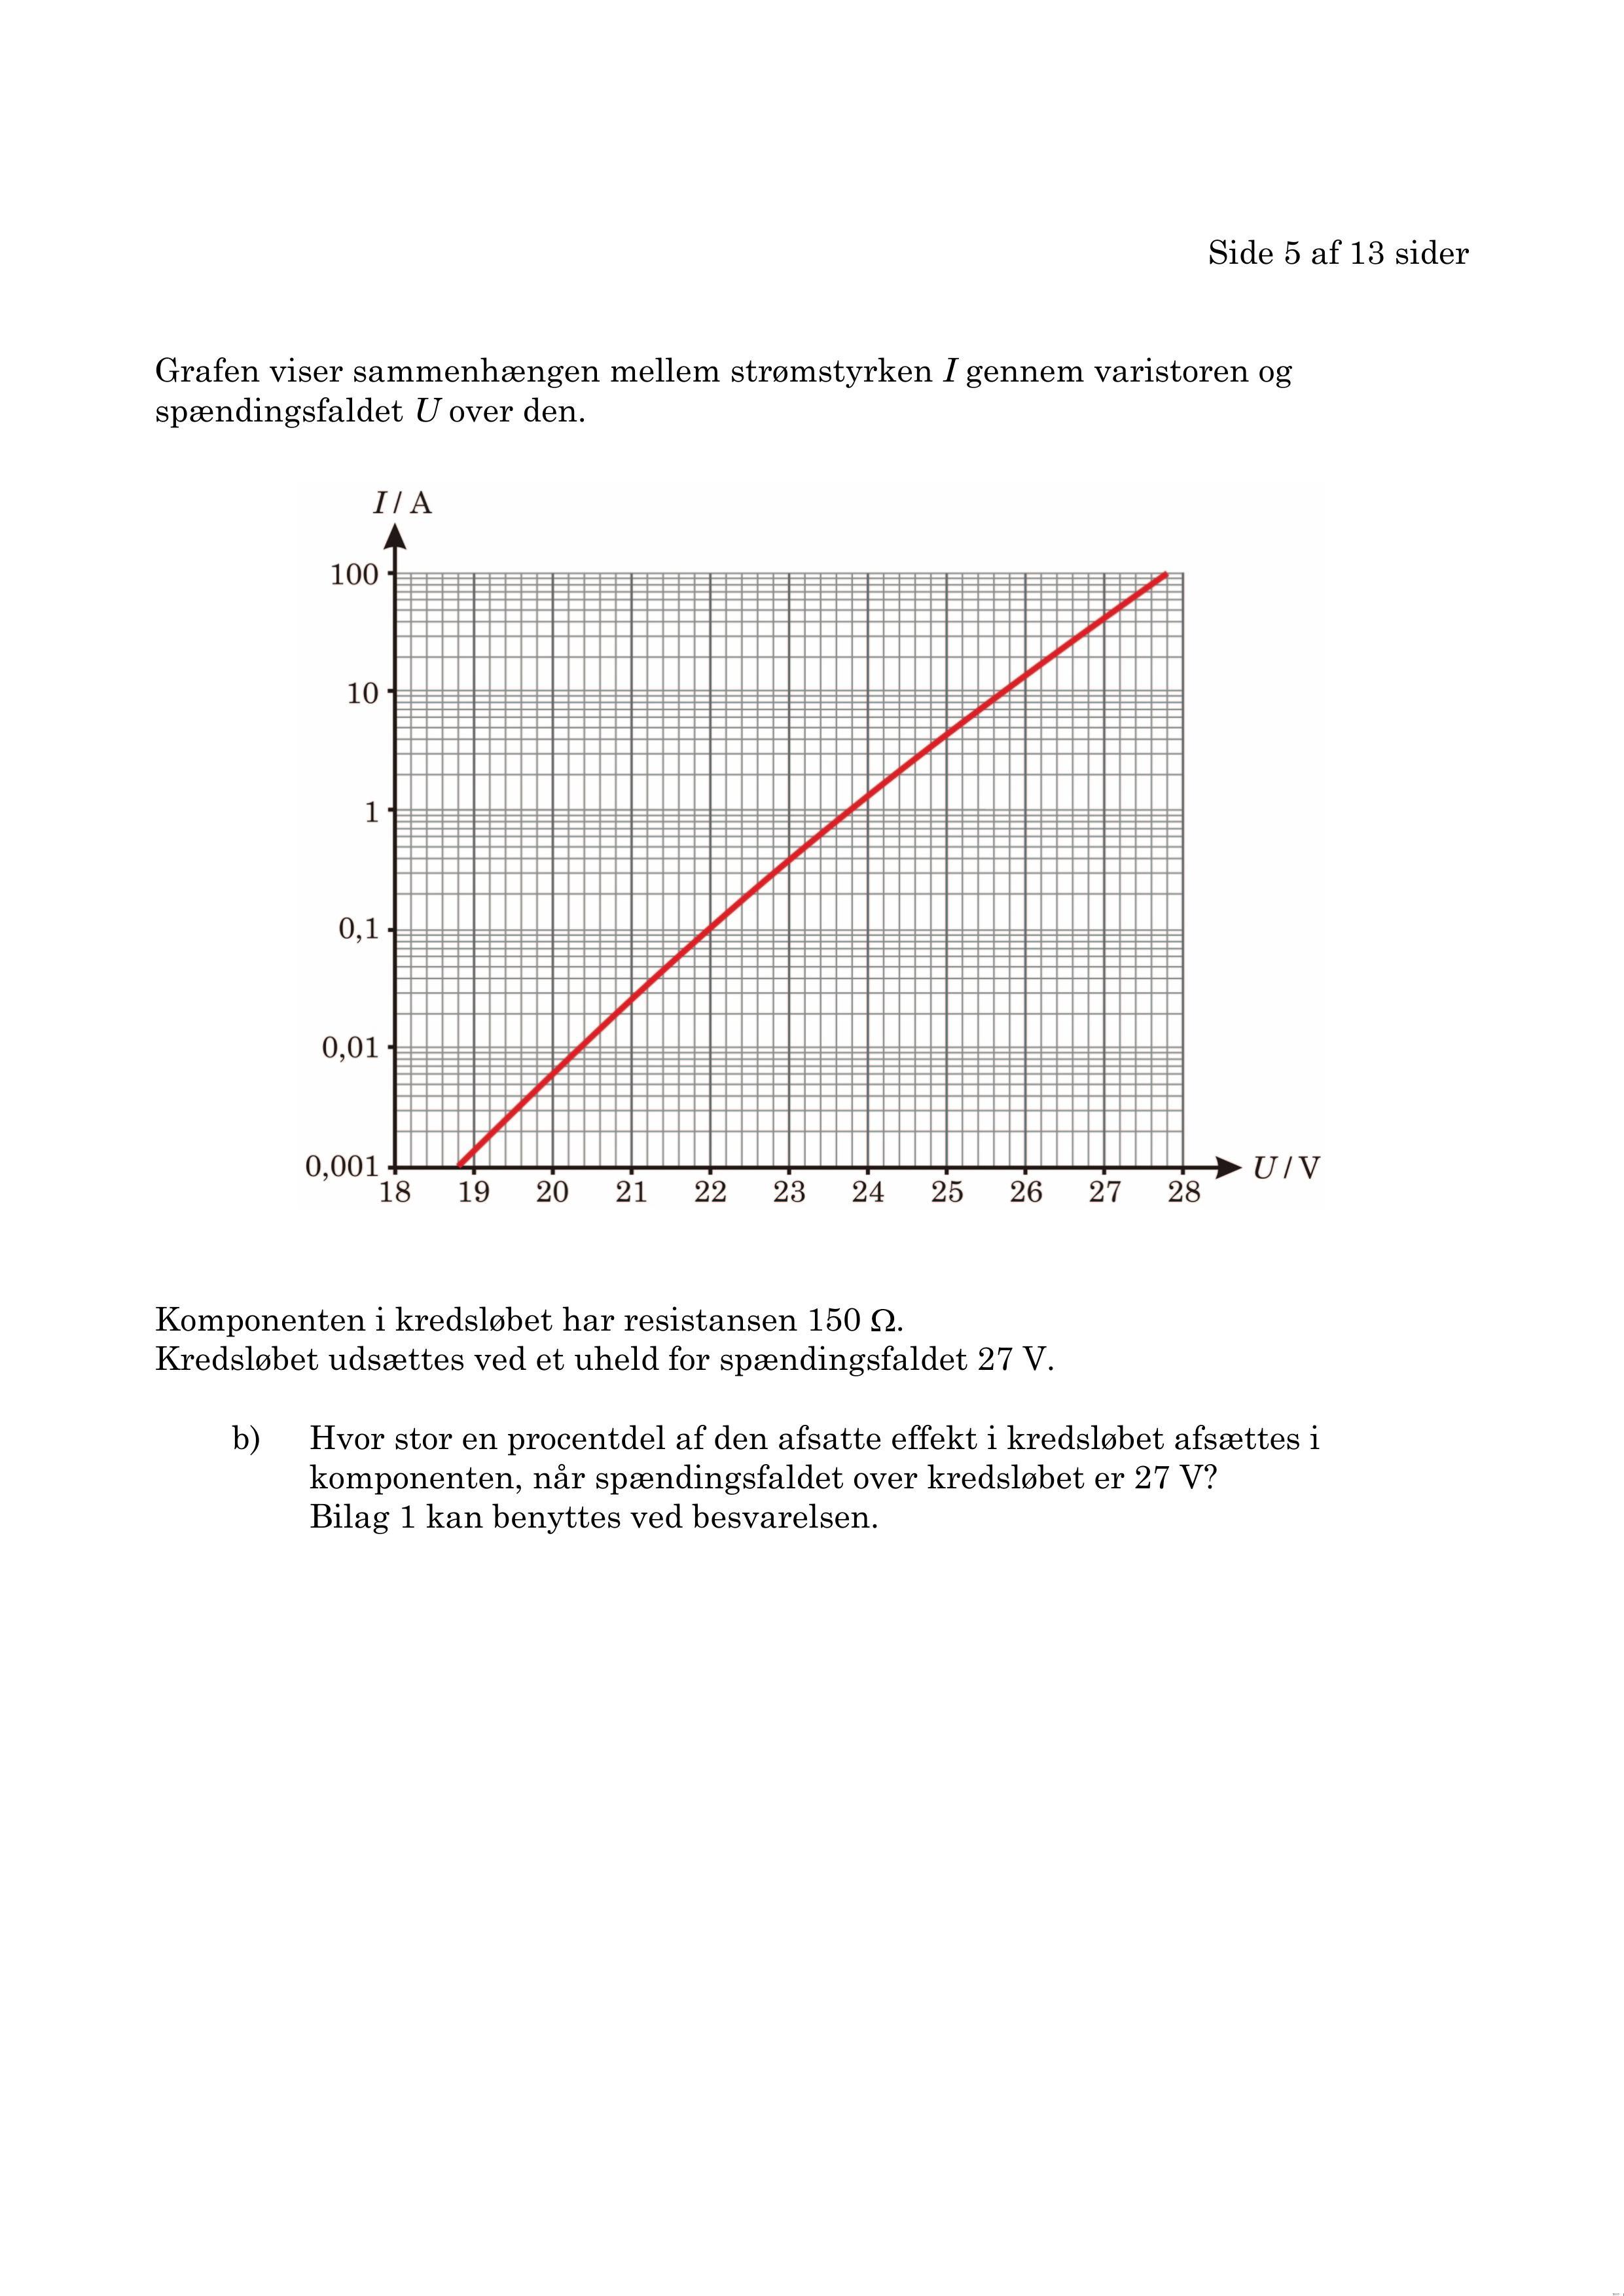 Side 5 af 13 sider
Grafen viser sammenhængen mellem strømstyrken I gennem varistoren og
spændingsfaldet U over den.
I / A
100
10
1
0,1
0,01
0,001
18 19 20 21 22 23 24 25 26 27 28
U / V
Komponenten i kredsløbet har resistansen 150 Ω.
Kredsløbet udsættes ved et uheld for spændingsfaldet 27 V.
b) Hvor stor en procentdel af den afsatte effekt i kredsløbet afsættes i
komponenten, når spændingsfaldet over kredsløbet er 27 V?
Bilag 1 kan benyttes ved besvarelsen.